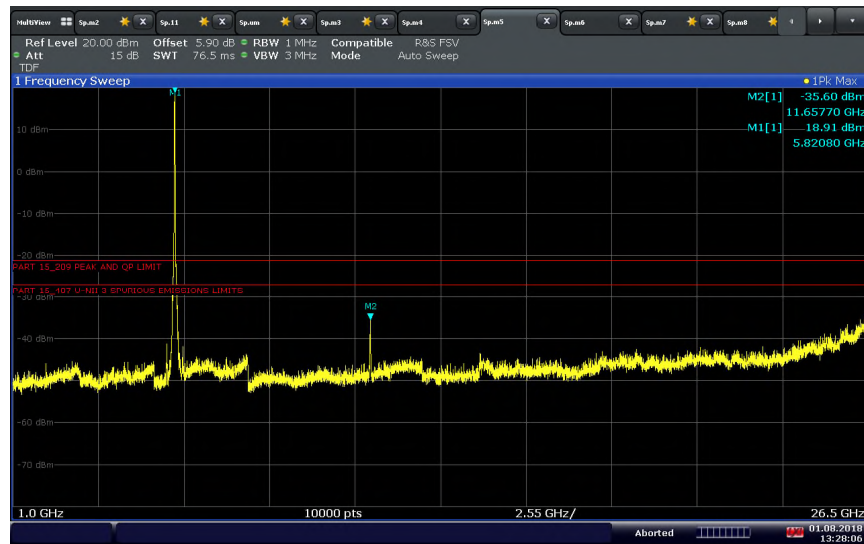 MultiView Sp.m2 X Sp.11 X Sp.um X Sp.m3 X Sp.m4 X Sp.m5 X Sp.m6 X Sp.m7 X Sp.m8
Ref Level 20.00 dBm Offset 5.90 dB RBW 1 MHz Compatible R&S FSV
Att 15 dB SWT 76.5 ms VBW 3 MHz Mode Auto Sweep
TDF
1 Frequency Sweep 1Pk Max
M1
M2[1] -35.60 dBm
11.65770 GHz
M1[1] 18.91 dBm
5.82080 GHz
10 dBm
0 dBm
-10 dBm
-20 dBm
PART 15_209 PEAK AND QP LIMIT
PART 15_407 U-NII 3 SPURIOUS EMISSIONS LIMITS
-30 dBm
M2
-40 dBm
-60 dBm
-70 dBm
1.0 GHz 10000 pts 2.55 GHz/ 26.5 GHz
Aborted 01.08.2018
13:28:06